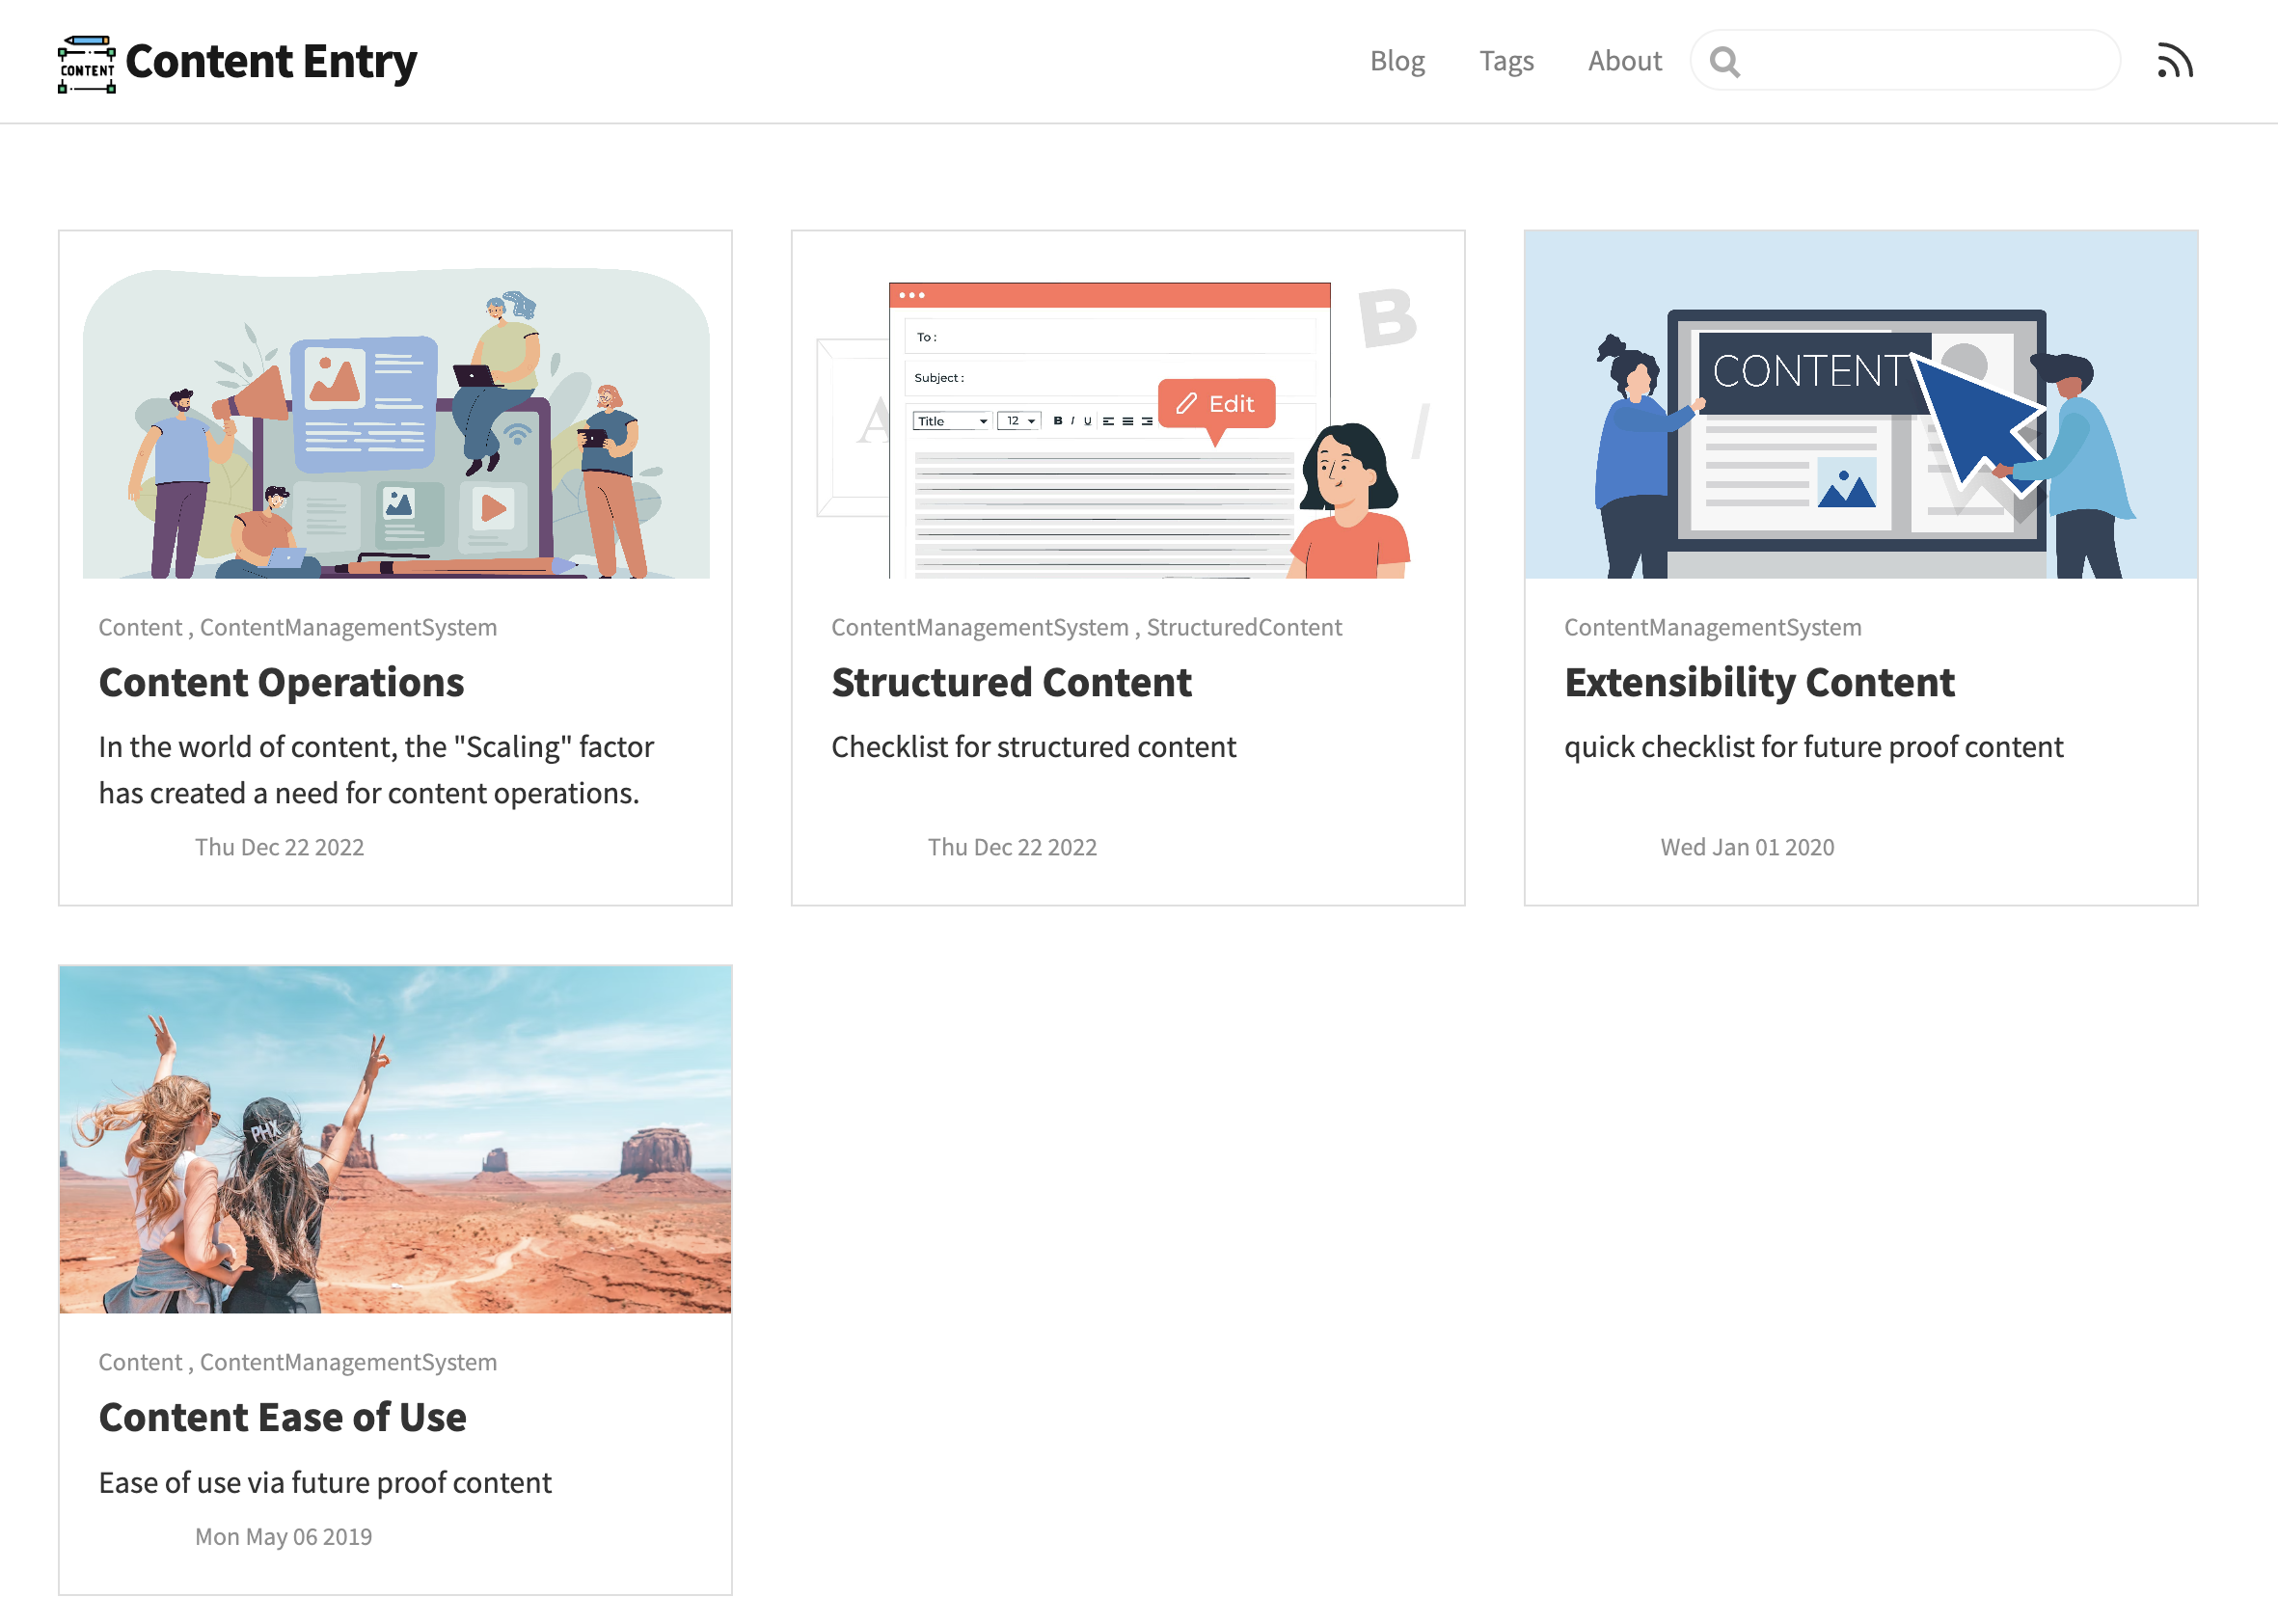 CONTENT
Content Entry
Blog
Tags
About
To :
Subject :
Edit
Title
12
B I U
A
B
I
CONTENT
Content , ContentManagementSystem
Content Operations
In the world of content, the "Scaling" factor
has created a need for content operations.
Thu Dec 22 2022
ContentManagementSystem , StructuredContent
Structured Content
Checklist for structured content
Thu Dec 22 2022
ContentManagementSystem
Extensibility Content
quick checklist for future proof content
Wed Jan 01 2020
PHX
Content , ContentManagementSystem
Content Ease of Use
Ease of use via future proof content
Mon May 06 2019